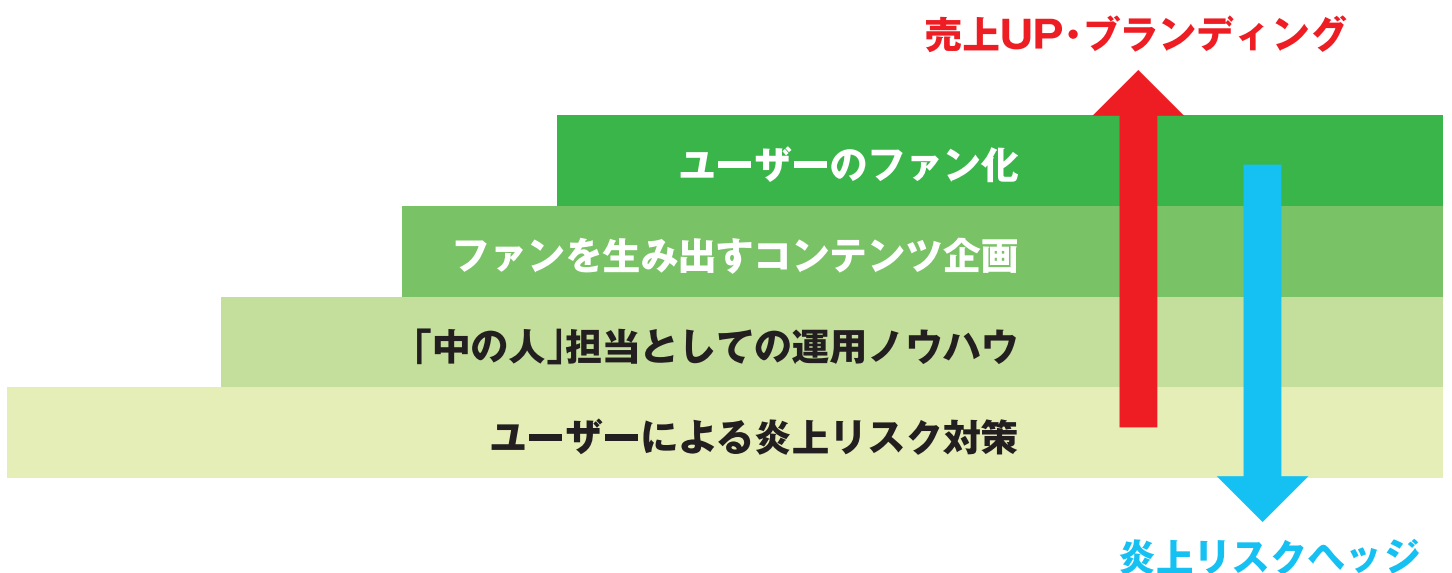 売上UP・ブランディング
ユーザーのファン化
ファンを生み出すコンテンツ企画
「中の人」担当としての運用ノウハウ
ユーザーによる炎上リスク対策
炎上リスクヘッジ